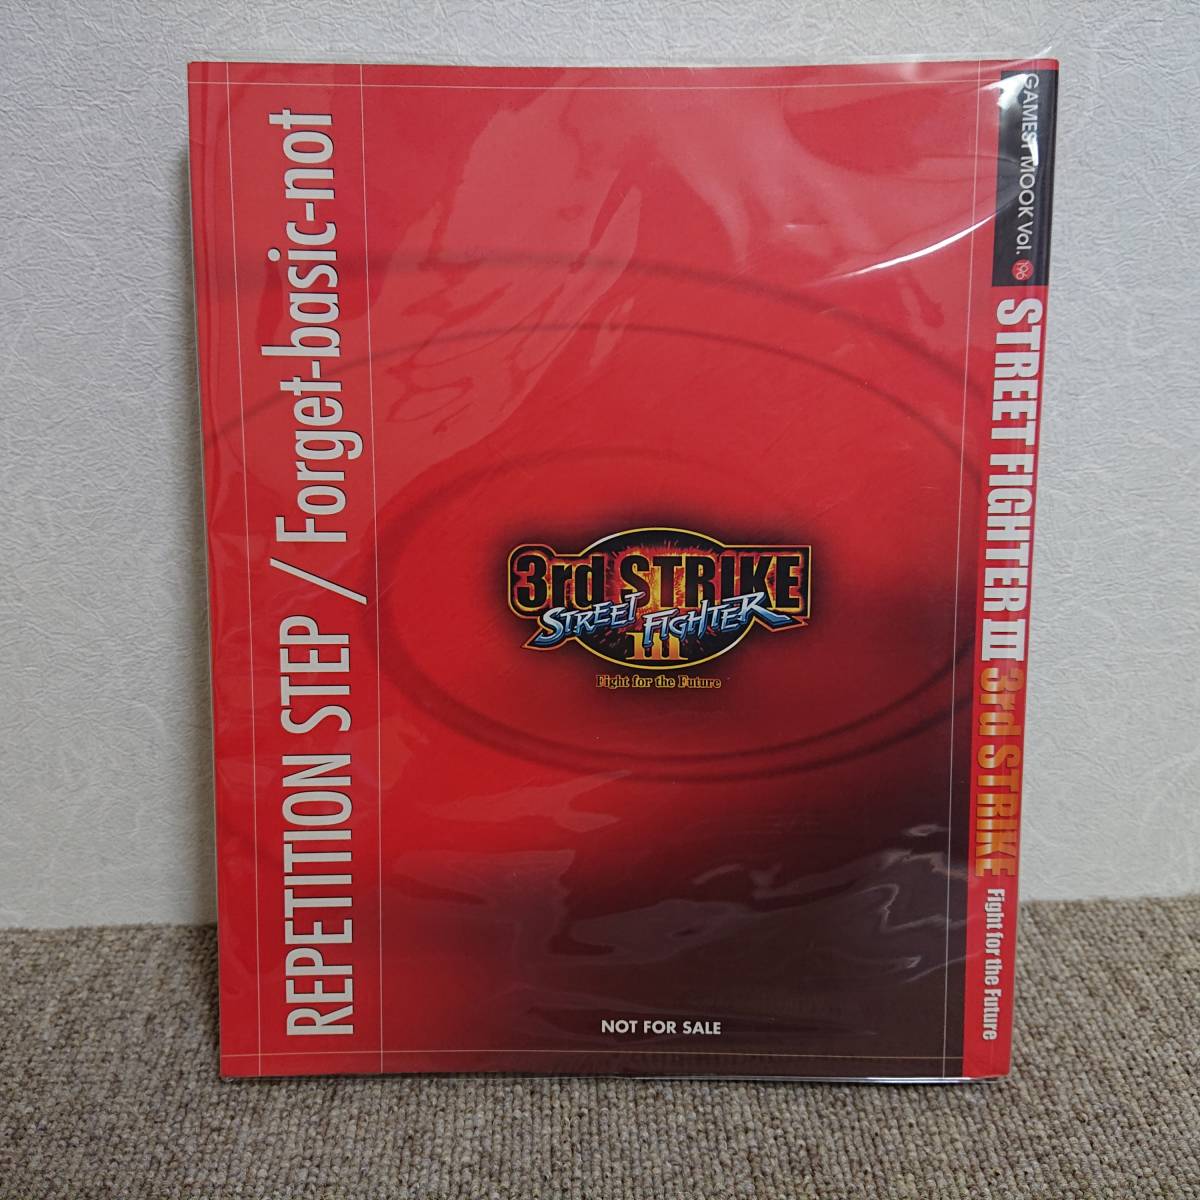 REPETITION STEP / Forget-basic-not
3rd STRIKE
STREET FIGHTER
III
Fight for the Future
NOT FOR SALE
GAMEST MOOK Vol. 196
STREET FIGHTER III 3rd STRIKE Fight for the Future